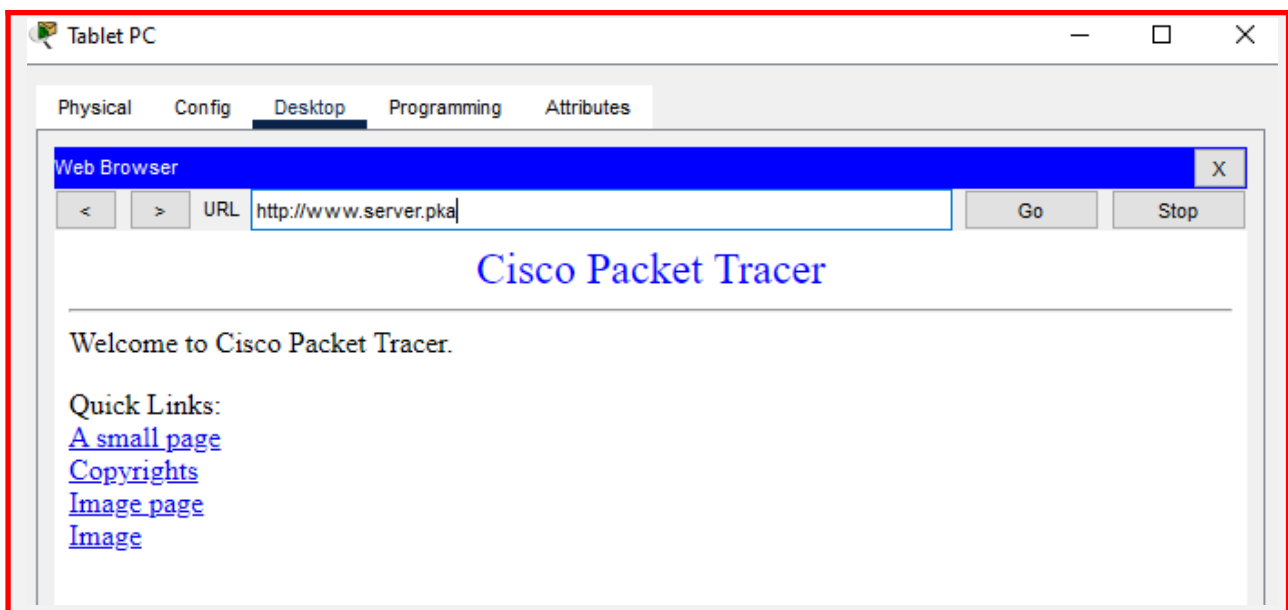 Tablet PC
Physical Config Desktop Programming Attributes
Web Browser X
< > URL http://www.server.pka Go Stop
Cisco Packet Tracer
Welcome to Cisco Packet Tracer.
Quick Links:
A small page
Copyrights
Image page
Image